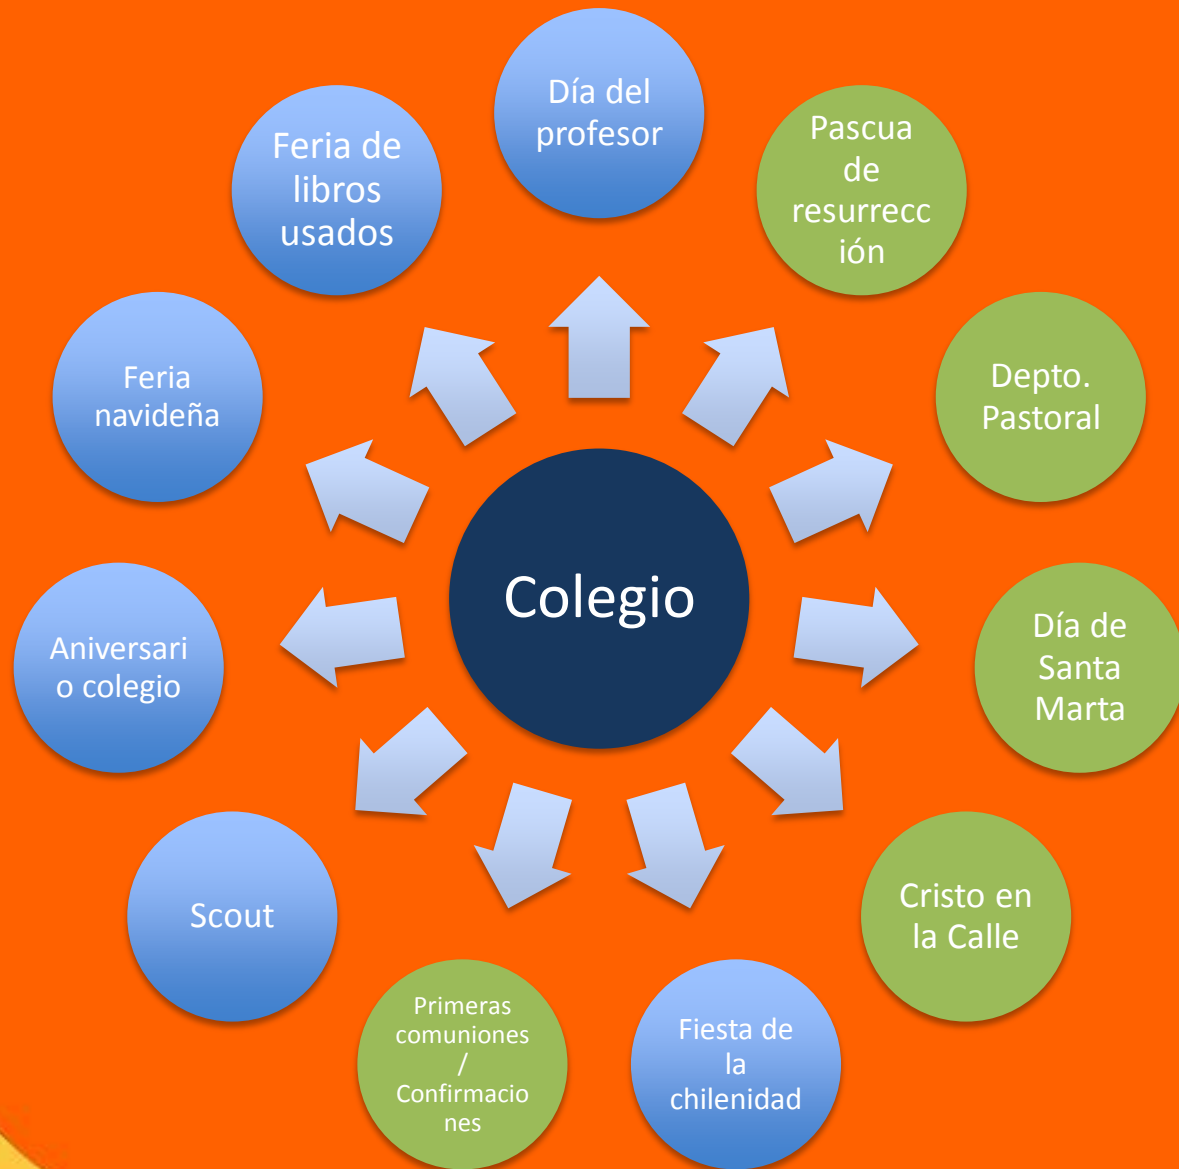 Día del
profesor
Pascua
de
resurrecc
ión
Depto.
Pastoral
Día de
Santa
Marta
Cristo en
la Calle
Fiesta de
la
chilenidad
Primeras
comuniones
/
Confirmacio
nes
Scout
Aniversari
o colegio
Feria
navideña
Feria de
libros
usados
Colegio